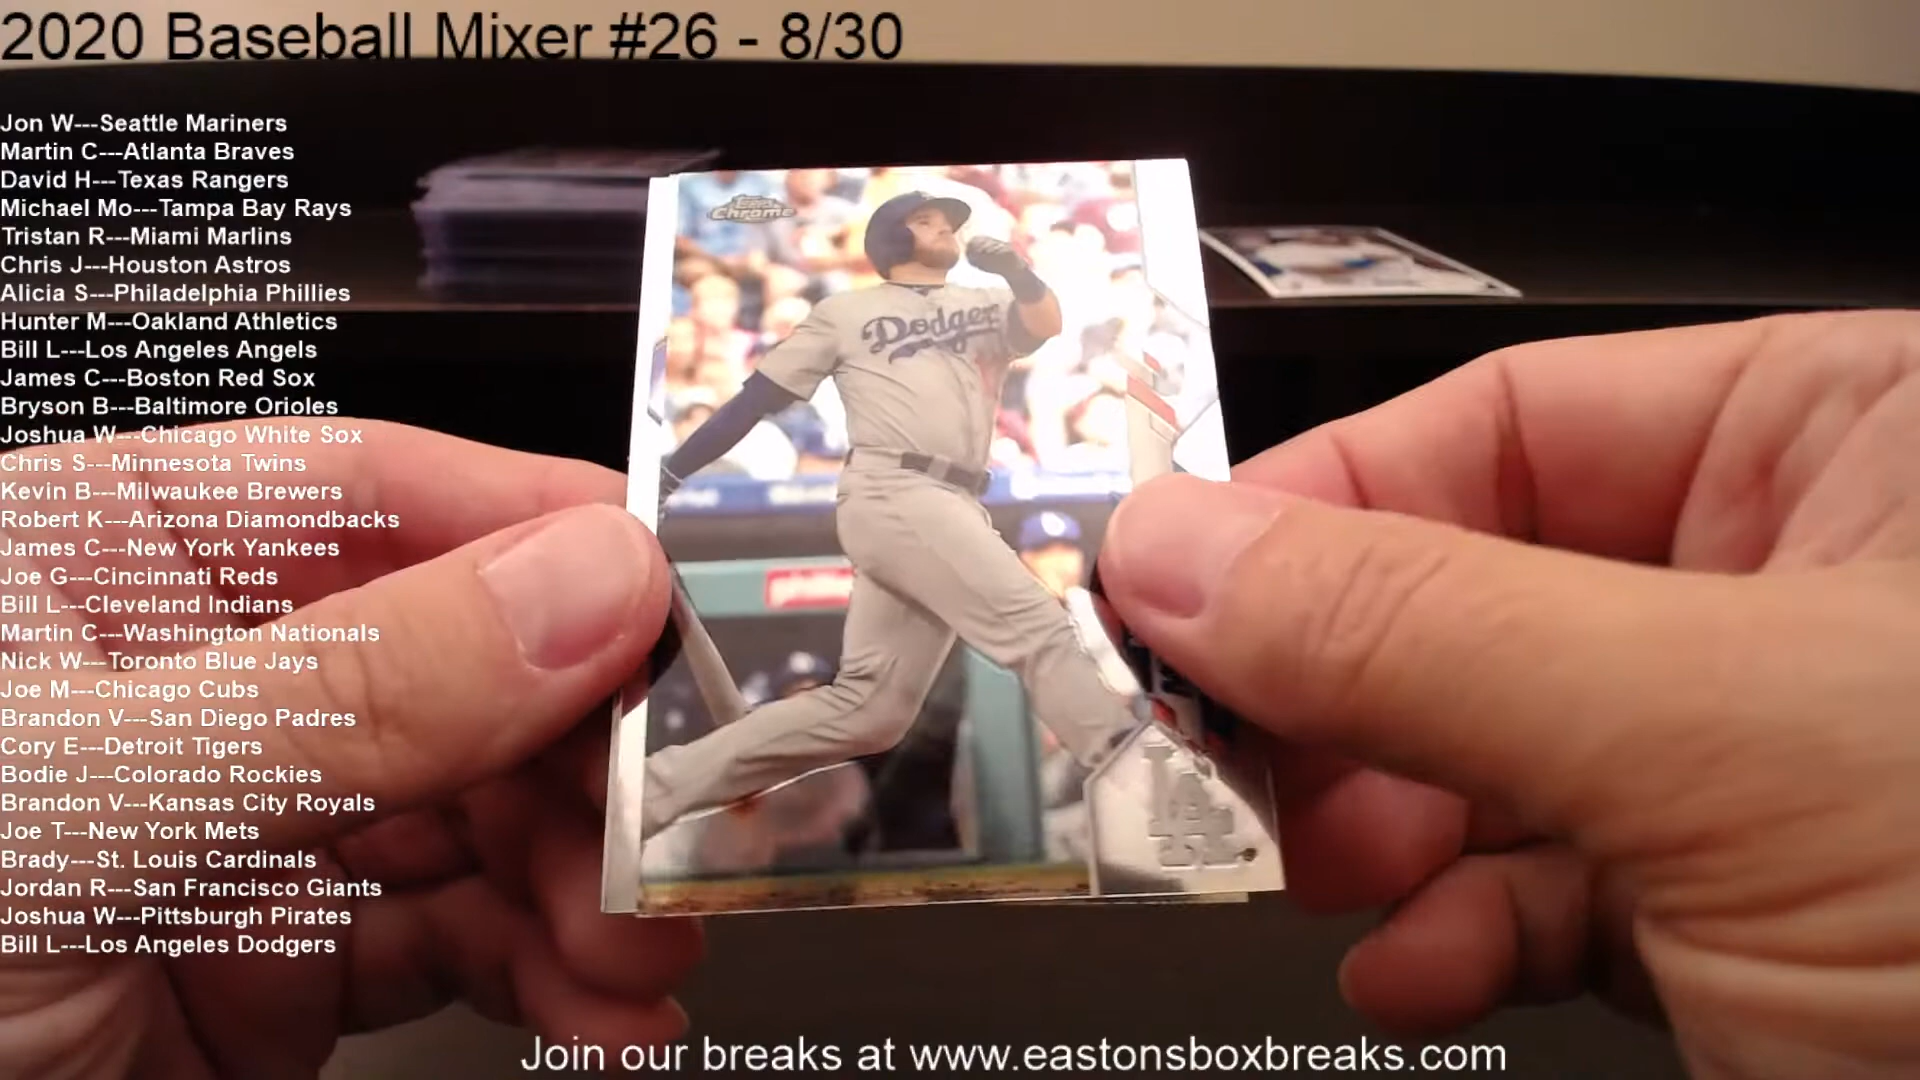 2020 Baseball Mixer #26 - 8/30
Jon W---Seattle Mariners
Martin C---Atlanta Braves
David H---Texas Rangers
Michael Mo---Tampa Bay Rays
Tristan R---Miami Marlins
Chris J---Houston Astros
Alicia S---Philadelphia Phillies
Hunter M---Oakland Athletics
Bill L---Los Angeles Angels
James C---Boston Red Sox
Bryson B---Baltimore Orioles
Joshua W---Chicago White Sox
Chris S---Minnesota Twins
Kevin B---Milwaukee Brewers
Robert K---Arizona Diamondbacks
James C---New York Yankees
Joe G---Cincinnati Reds
Bill L---Cleveland Indians
Martin C---Washington Nationals
Nick W---Toronto Blue Jays
Joe M---Chicago Cubs
Brandon V---San Diego Padres
Cory E---Detroit Tigers
Bodie J---Colorado Rockies
Brandon V---Kansas City Royals
Joe T---New York Mets
Brady---St. Louis Cardinals
Jordan R---San Francisco Giants
Joshua W---Pittsburgh Pirates
Bill L---Los Angeles Dodgers
Topps
Chrome
Dodgers
LA
Join our breaks at www.eastonsboxbreaks.com